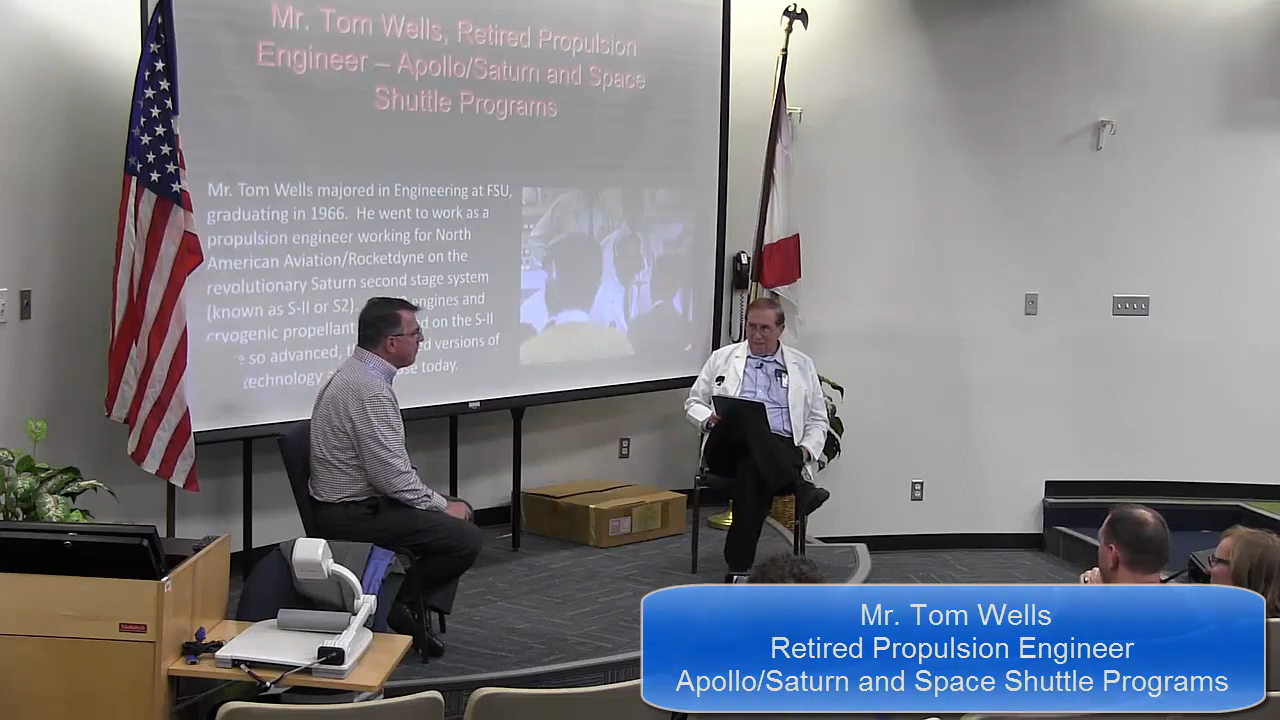 Mr. Tom Wells, Retired Propulsion
Engineer – Apollo/Saturn and Space
Shuttle Programs
Mr. Tom Wells majored in Engineering at FSU,
graduating in 1966. He went to work as a
propulsion engineer working for North
American Aviation/Rocketdyne on the
revolutionary Saturn second stage system
(known as S-II or S2). engines and
cryogenic propellant on the S-II
so advanced, versions of
technology today.
Mr. Tom Wells
Retired Propulsion Engineer
Apollo/Saturn and Space Shuttle Programs